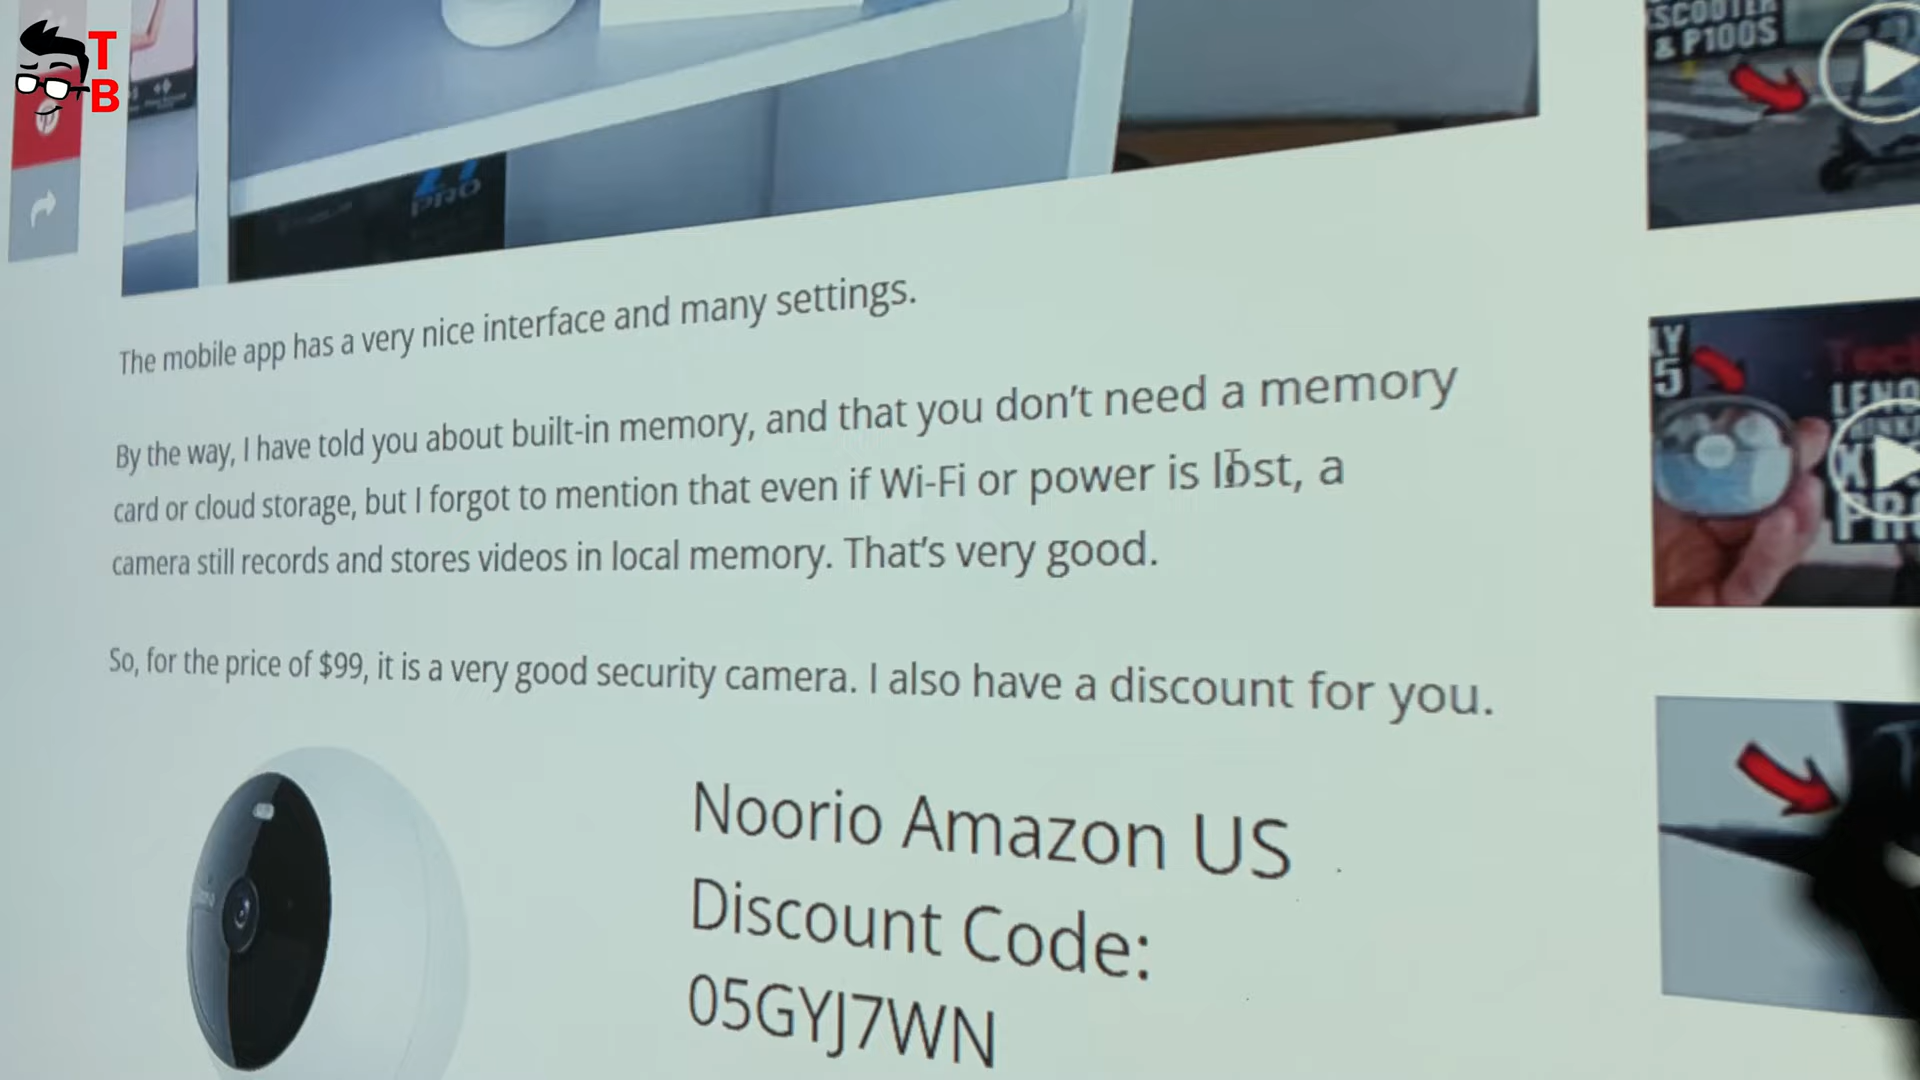 TB
SCOOTER
& P100S
PRO
The mobile app has a very nice interface and many settings.
By the way, I have told you about built-in memory, and that you don't need a memory
card or cloud storage, but I forgot to mention that even if Wi-Fi or power is lost, a
camera still records and stores videos in local memory. That's very good.
5
So, for the price of $99, it is a very good security camera. I also have a discount for you.
Noorio Amazon US
Discount Code:
05GYJ7WN